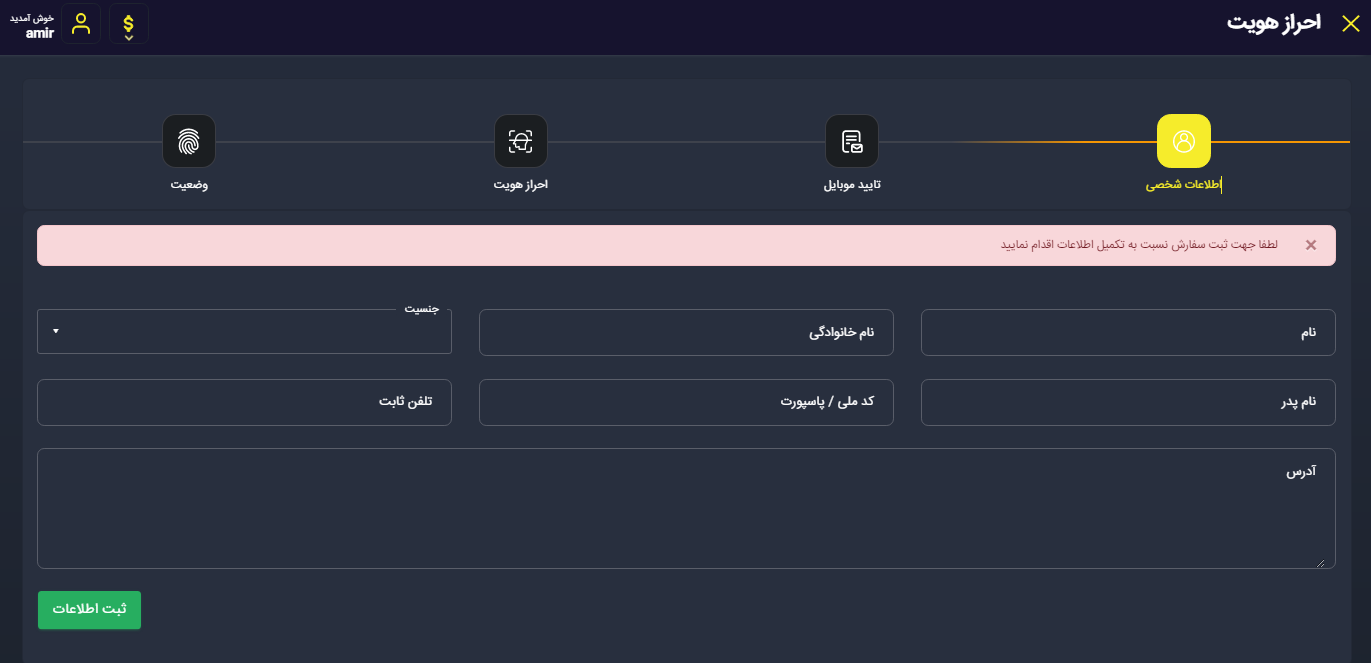 احراز هویت
خوش آمدید
amir
$
اطلاعات شخصی
تایید موبایل
احراز هویت
وضعیت
لطفا جهت ثبت سفارش نسبت به تکمیل اطلاعات اقدام نمایید
نام
نام خانوادگی
جنسیت
نام پدر
کد ملی / پاسپورت
تلفن ثابت
آدرس
ثبت اطلاعات